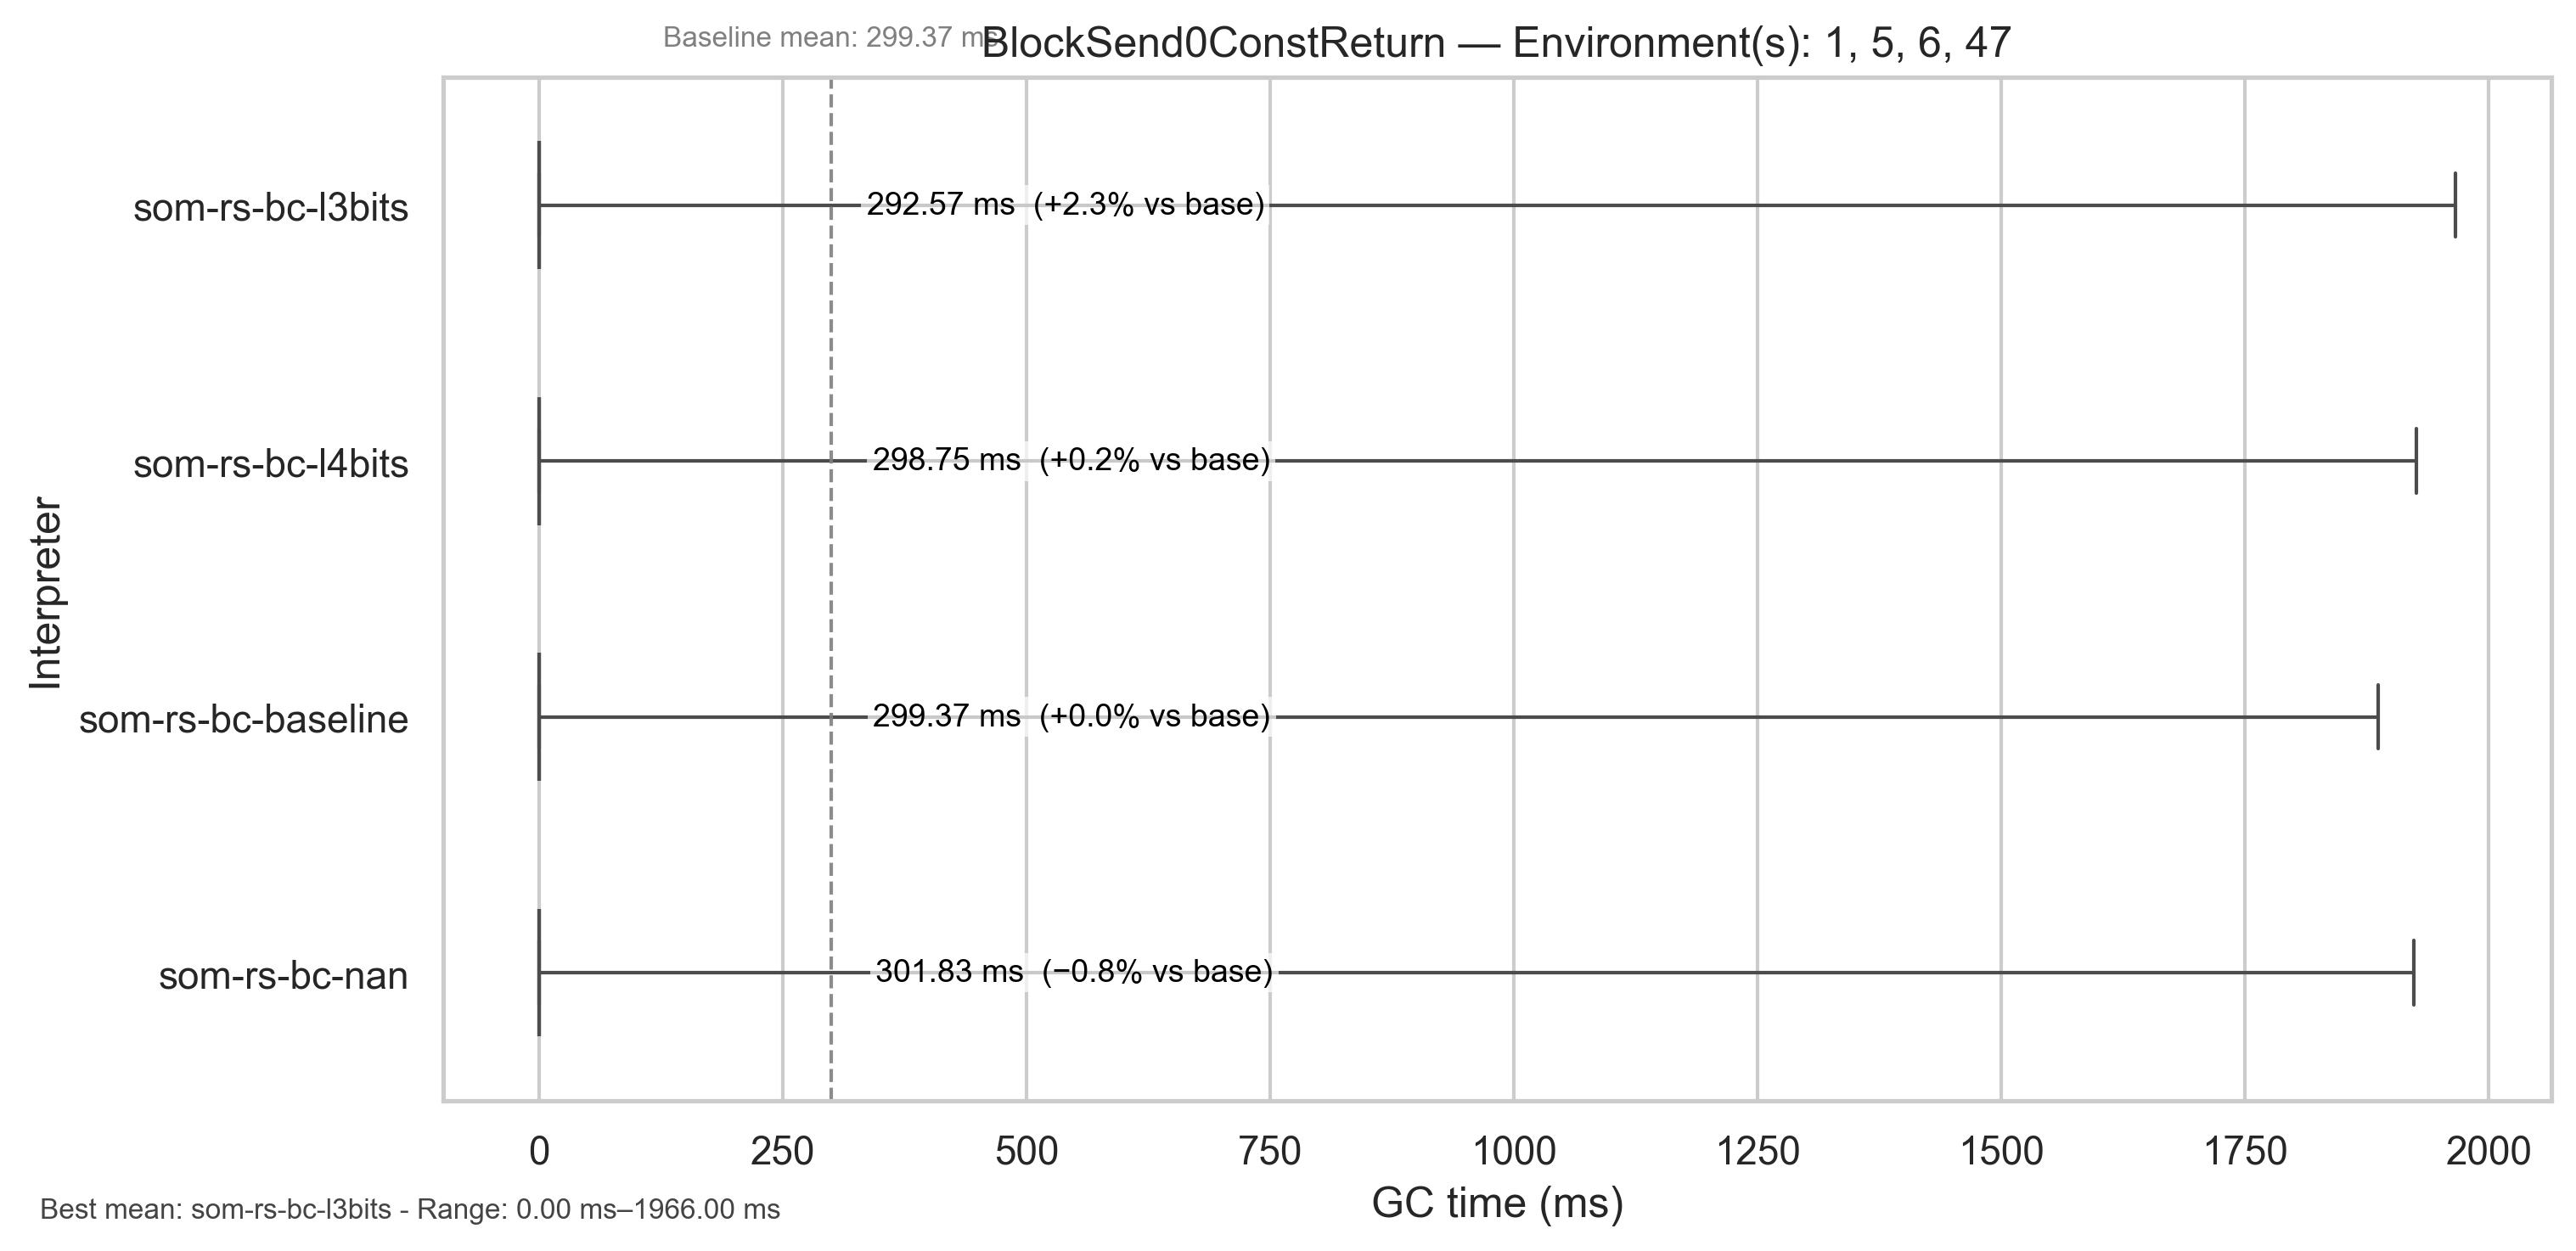 Baseline mean: 299.37 ms
BlockSend0ConstReturn — Environment(s): 1, 5, 6, 47
som-rs-bc-l3bits
292.57 ms (+2.3% vs base)
som-rs-bc-l4bits
298.75 ms (+0.2% vs base)
Interpreter
som-rs-bc-baseline
299.37 ms (+0.0% vs base)
som-rs-bc-nan
301.83 ms (−0.8% vs base)
0 250 500 750 1000 1250 1500 1750 2000
GC time (ms)
Best mean: som-rs-bc-l3bits - Range: 0.00 ms–1966.00 ms